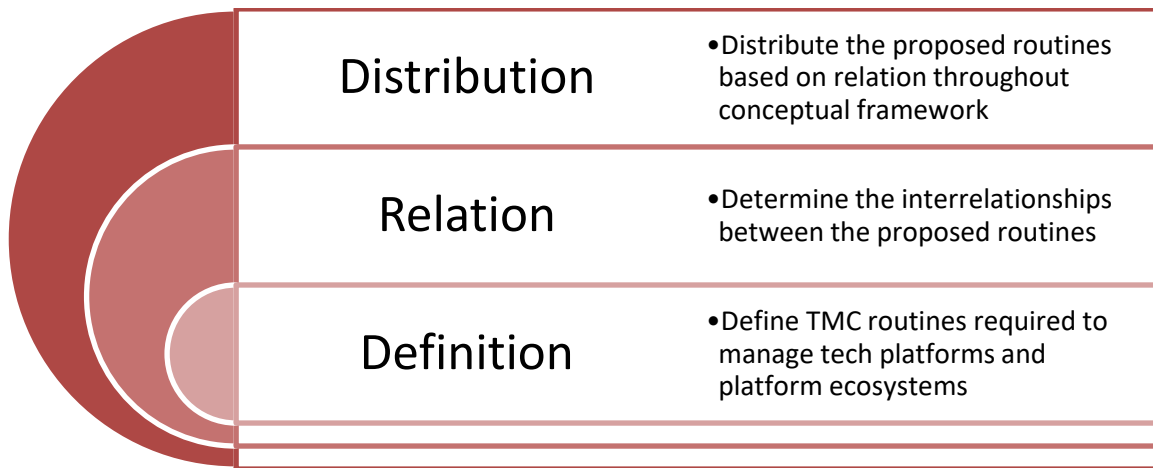 Distribution
•Distribute the proposed routines
based on relation throughout
conceptual framework
Relation
•Determine the interrelationships
between the proposed routines
Definition
•Define TMC routines required to
manage tech platforms and
platform ecosystems